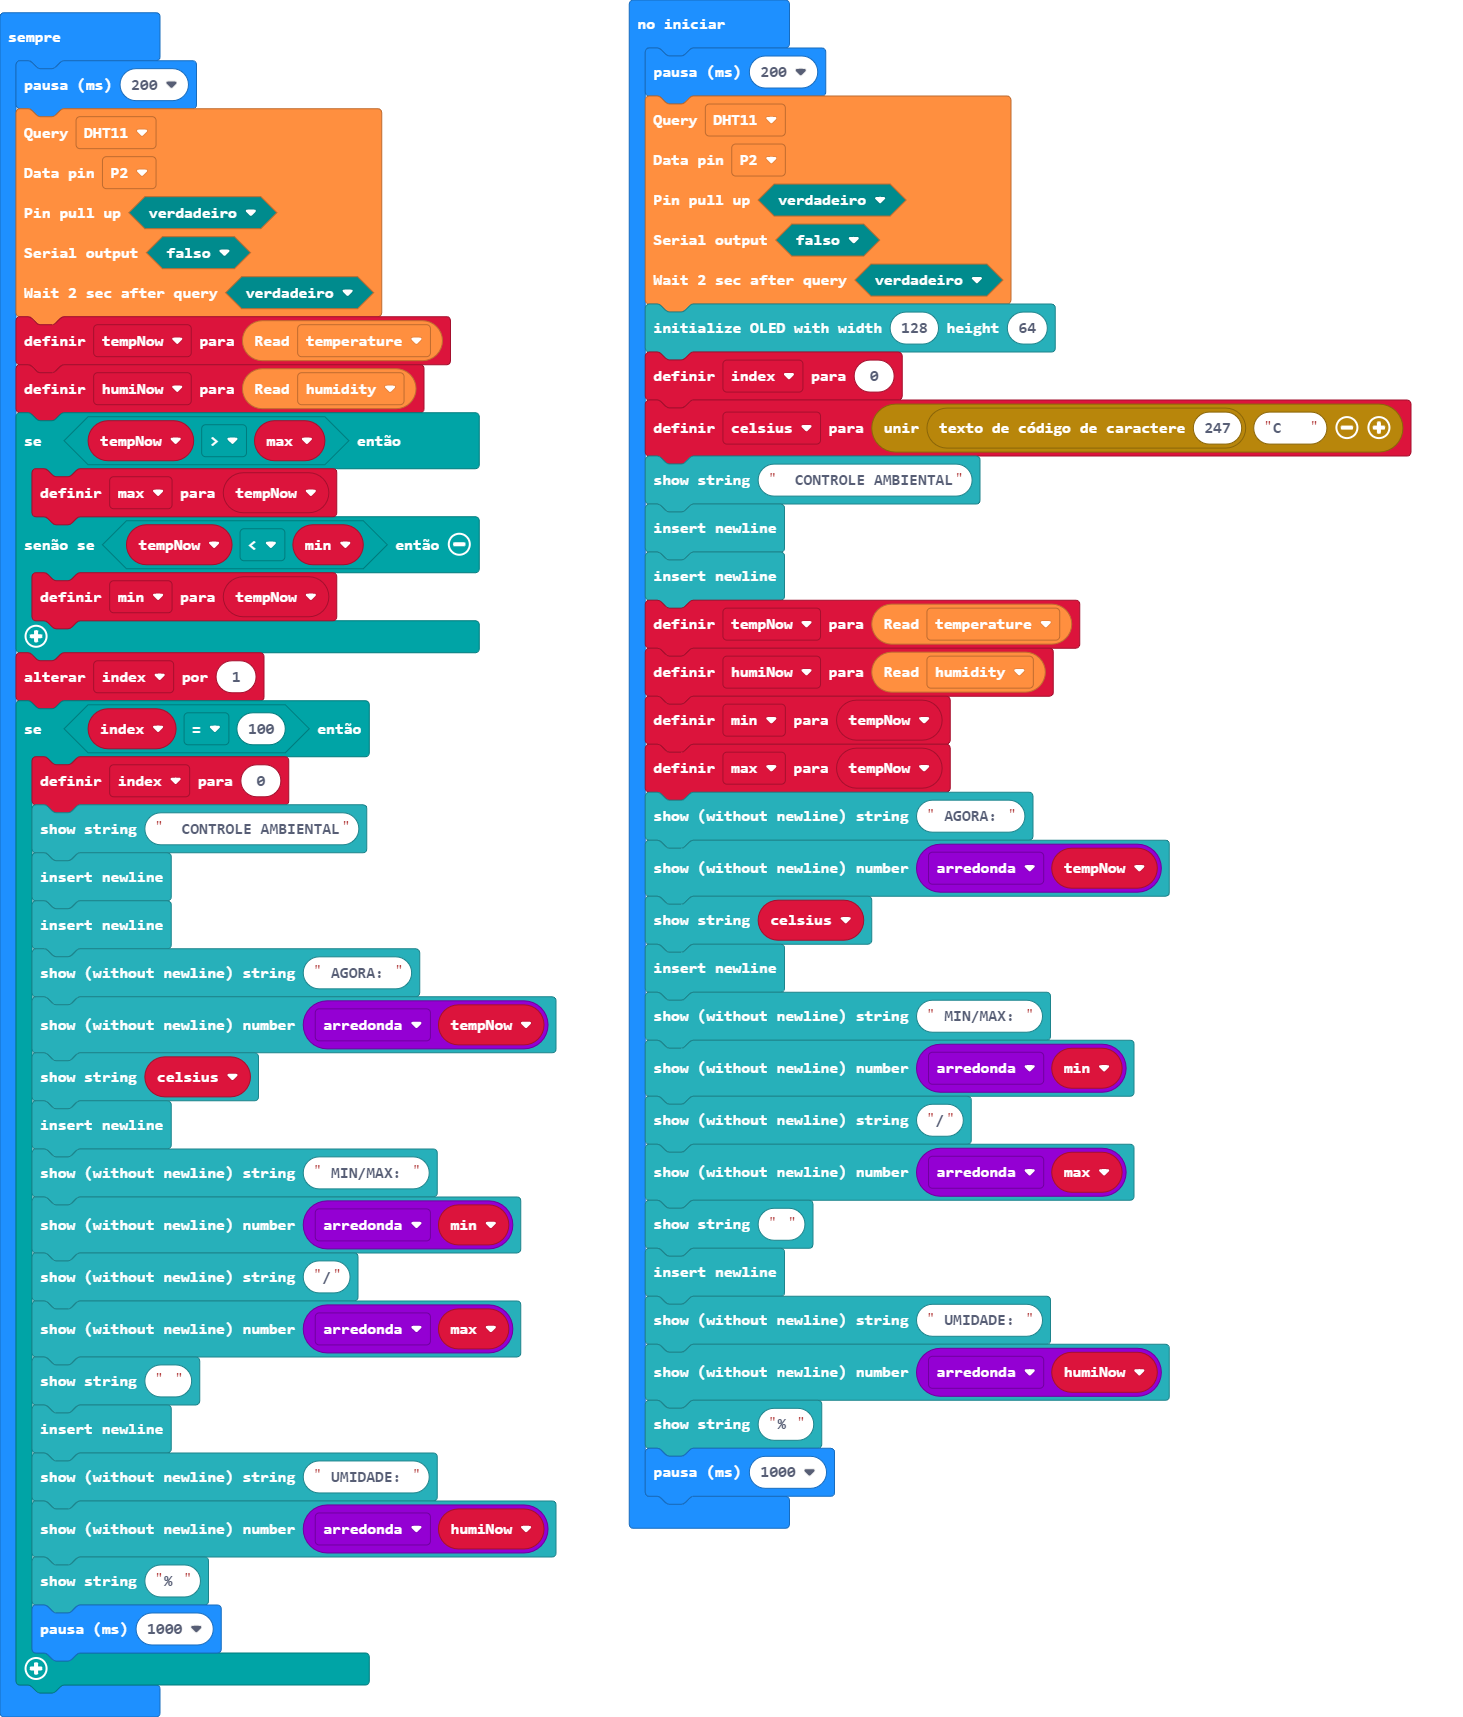 sempre
pausa (ms) 200
Query DHT11
Data pin P2
Pin pull up verdadeiro
Serial output falso
Wait 2 sec after query verdadeiro
definir tempNow para Read temperature
definir humiNow para Read humidity
se tempNow > max então
definir max para tempNow
senão se tempNow < min então
definir min para tempNow
alterar index por 1
se index = 100 então
definir index para 0
show string "  CONTROLE AMBIENTAL"
insert newline
insert newline
show (without newline) string " AGORA: "
show (without newline) number arredonda tempNow
show string celsius
insert newline
show (without newline) string " MIN/MAX: "
show (without newline) number arredonda min
show (without newline) string "/"
show (without newline) number arredonda max
show string " "
insert newline
show (without newline) string " UMIDADE: "
show (without newline) number arredonda humiNow
show string "% "
pausa (ms) 1000
no iniciar
pausa (ms) 200
Query DHT11
Data pin P2
Pin pull up verdadeiro
Serial output falso
Wait 2 sec after query verdadeiro
initialize OLED with width 128 height 64
definir index para 0
definir celsius para unir texto de código de caractere 247 "C   "
show string "  CONTROLE AMBIENTAL"
insert newline
insert newline
definir tempNow para Read temperature
definir humiNow para Read humidity
definir min para tempNow
definir max para tempNow
show (without newline) string " AGORA: "
show (without newline) number arredonda tempNow
show string celsius
insert newline
show (without newline) string " MIN/MAX: "
show (without newline) number arredonda min
show (without newline) string "/"
show (without newline) number arredonda max
show string " "
insert newline
show (without newline) string " UMIDADE: "
show (without newline) number arredonda humiNow
show string "% "
pausa (ms) 1000